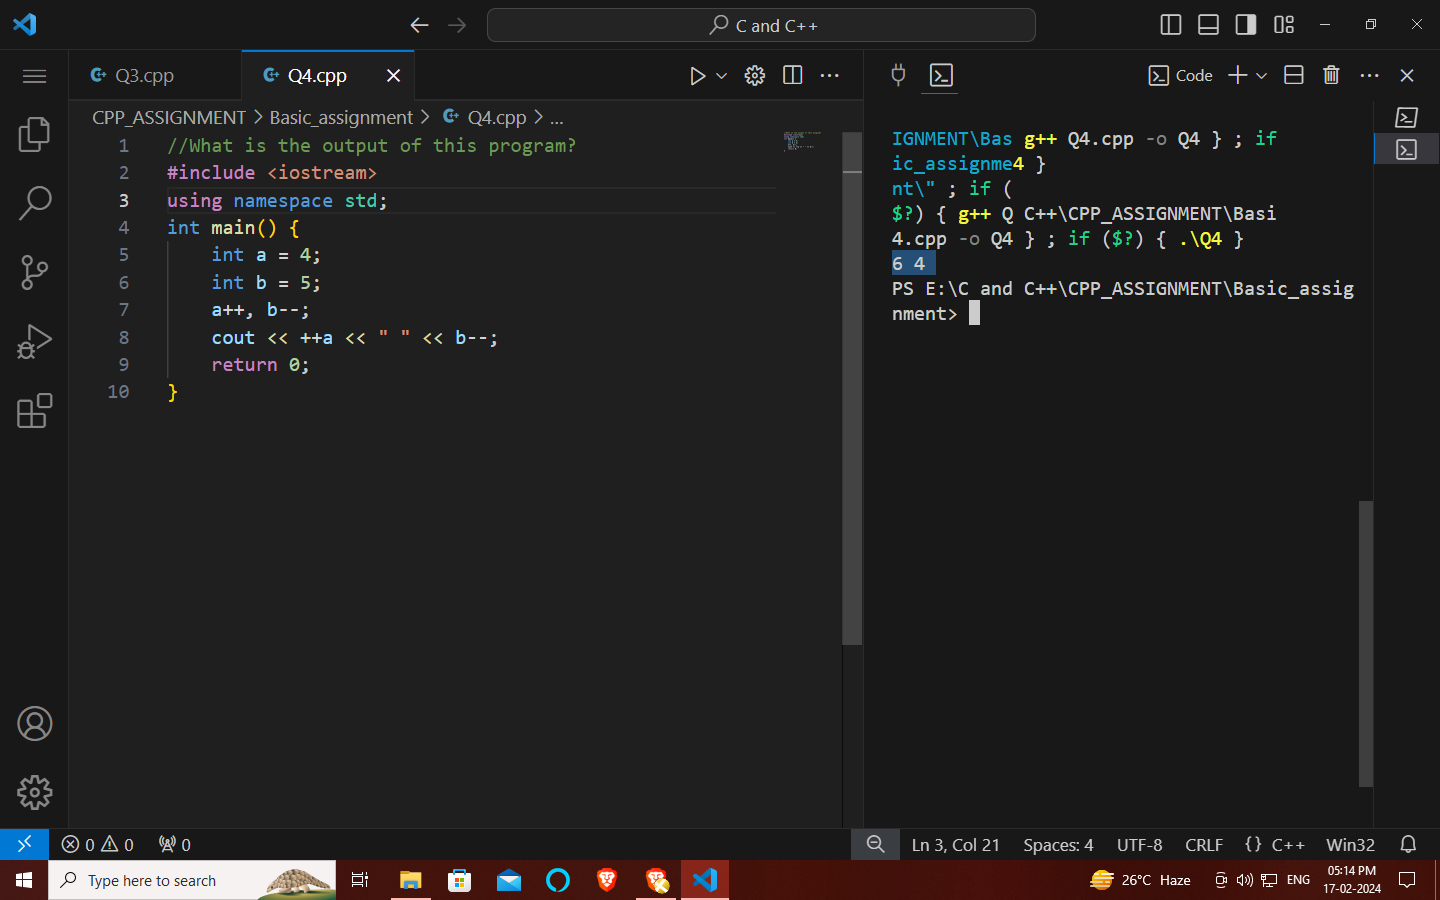 C and C++
Q3.cpp
Q4.cpp
CPP_ASSIGNMENT > Basic_assignment > Q4.cpp > ...
1 //What is the output of this program?
2 #include <iostream>
3 using namespace std;
4 int main() {
5 int a = 4;
6 int b = 5;
7 a++, b--;
8 cout << ++a << " " << b--;
9 return 0;
10 }
Code
IGNMENT\Bas g++ Q4.cpp -o Q4 } ; if
ic_assignme4 }
nt\" ; if (
$?) { g++ Q C++\CPP_ASSIGNMENT\Basi
4.cpp -o Q4 } ; if ($?) { .\Q4 }
6 4
PS E:\C and C++\CPP_ASSIGNMENT\Basic_assig
nment>
0 0 0
Ln 3, Col 21 Spaces: 4 UTF-8 CRLF {} C++ Win32
Type here to search
26°C Haze
ENG
05:14 PM
17-02-2024